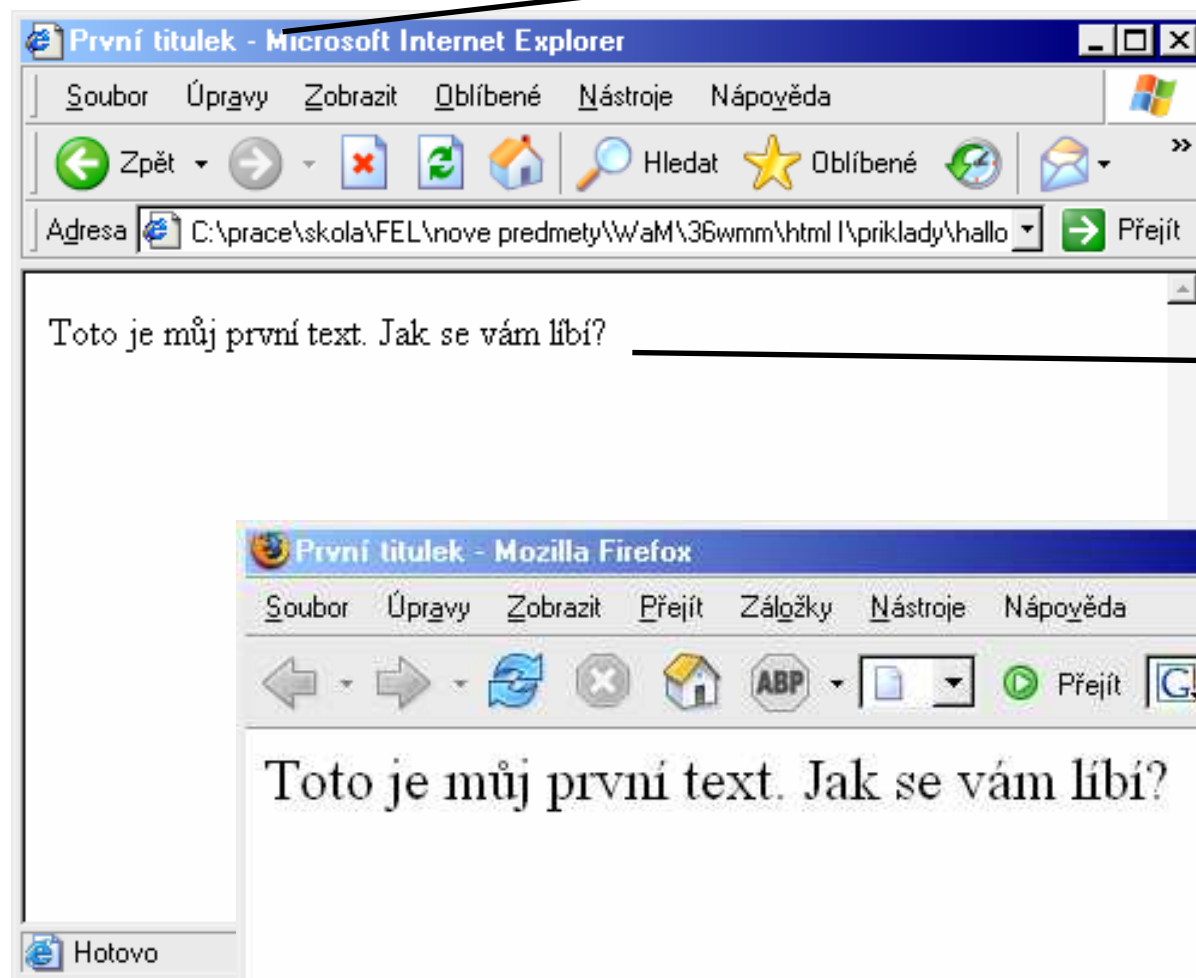 První titulek - Microsoft Internet Explorer
Soubor Úpravy Zobrazit Oblíbené Nástroje Nápověda
Zpět Hledat Oblíbené »
Adresa C:\prace\skola\FEL\nove predmety\WaM\36wmm\html I\priklady\hallo Přejít
Toto je můj první text. Jak se vám líbí?
První titulek - Mozilla Firefox
Soubor Úpravy Zobrazit Přejít Záložky Nástroje Nápověda
ABP Přejít G
Toto je můj první text. Jak se vám líbí?
Hotovo